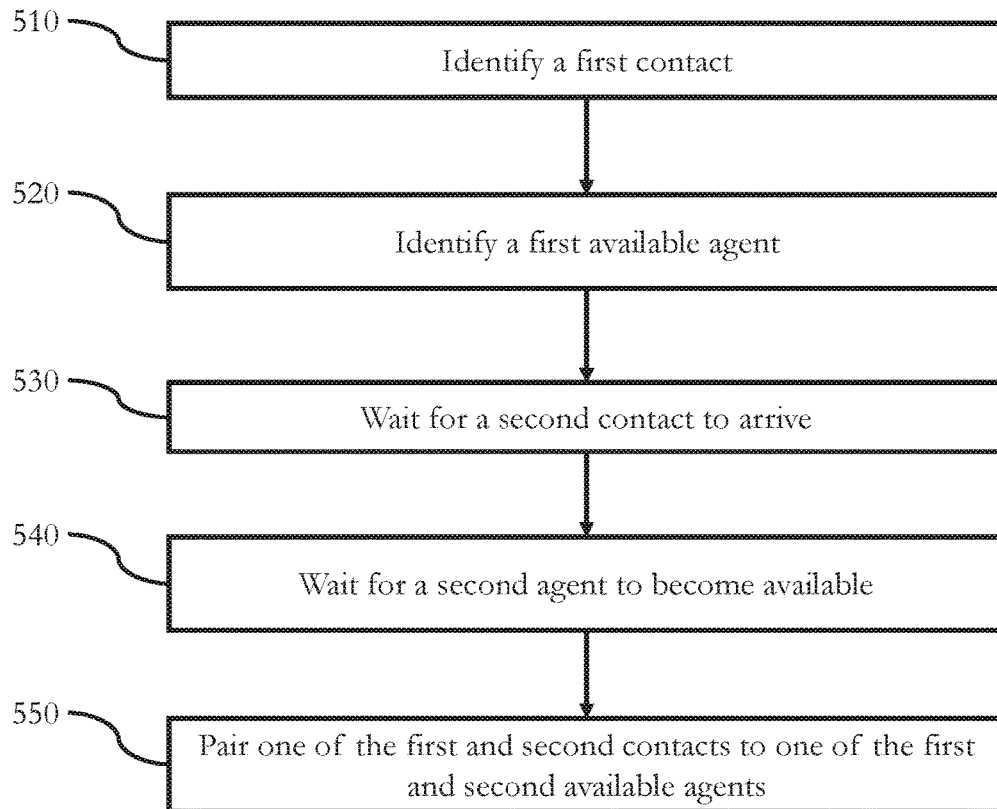 510
Identify a first contact
520
Identify a first available agent
530
Wait for a second contact to arrive
540
Wait for a second agent to become available
550
Pair one of the first and second contacts to one of the first
and second available agents